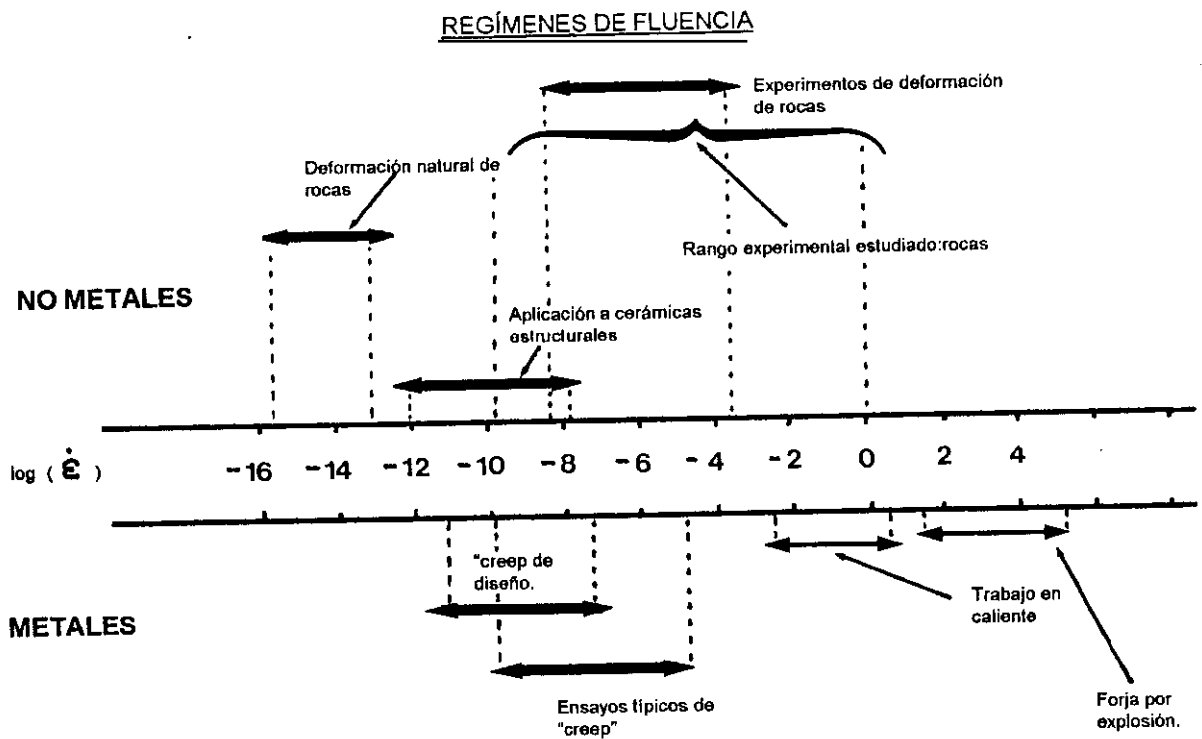 REGÍMENES DE FLUENCIA
Experimentos de deformación
de rocas
Deformación natural de
rocas
Rango experimental estudiado:rocas
NO METALES
Aplicación a cerámicas
estructurales
log ( ε̇ ) -16 -14 -12 -10 -8 -6 -4 -2 0 2 4
"creep de
diseño.
METALES
Trabajo en
caliente
Ensayos típicos de
"creep"
Forja por
explosión.